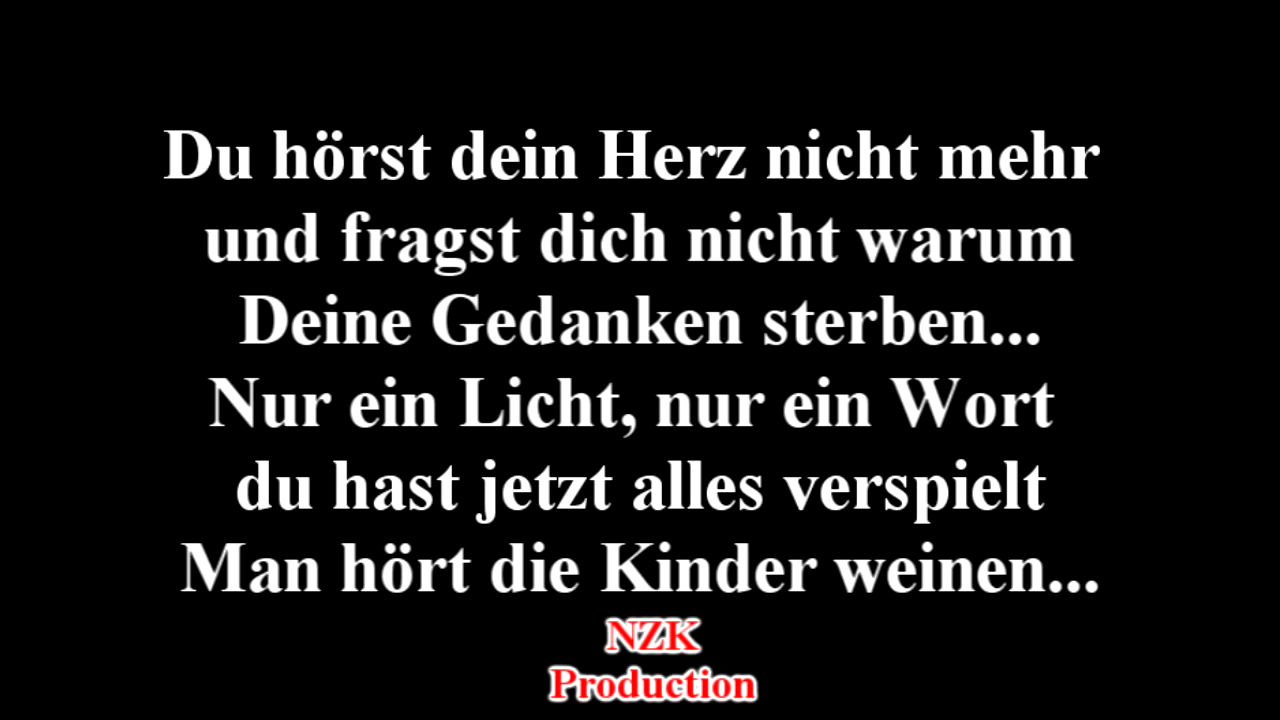 Du hörst dein Herz nicht mehr
und fragst dich nicht warum
Deine Gedanken sterben...
Nur ein Licht, nur ein Wort
du hast jetzt alles verspielt
Man hört die Kinder weinen...
NZK
Production